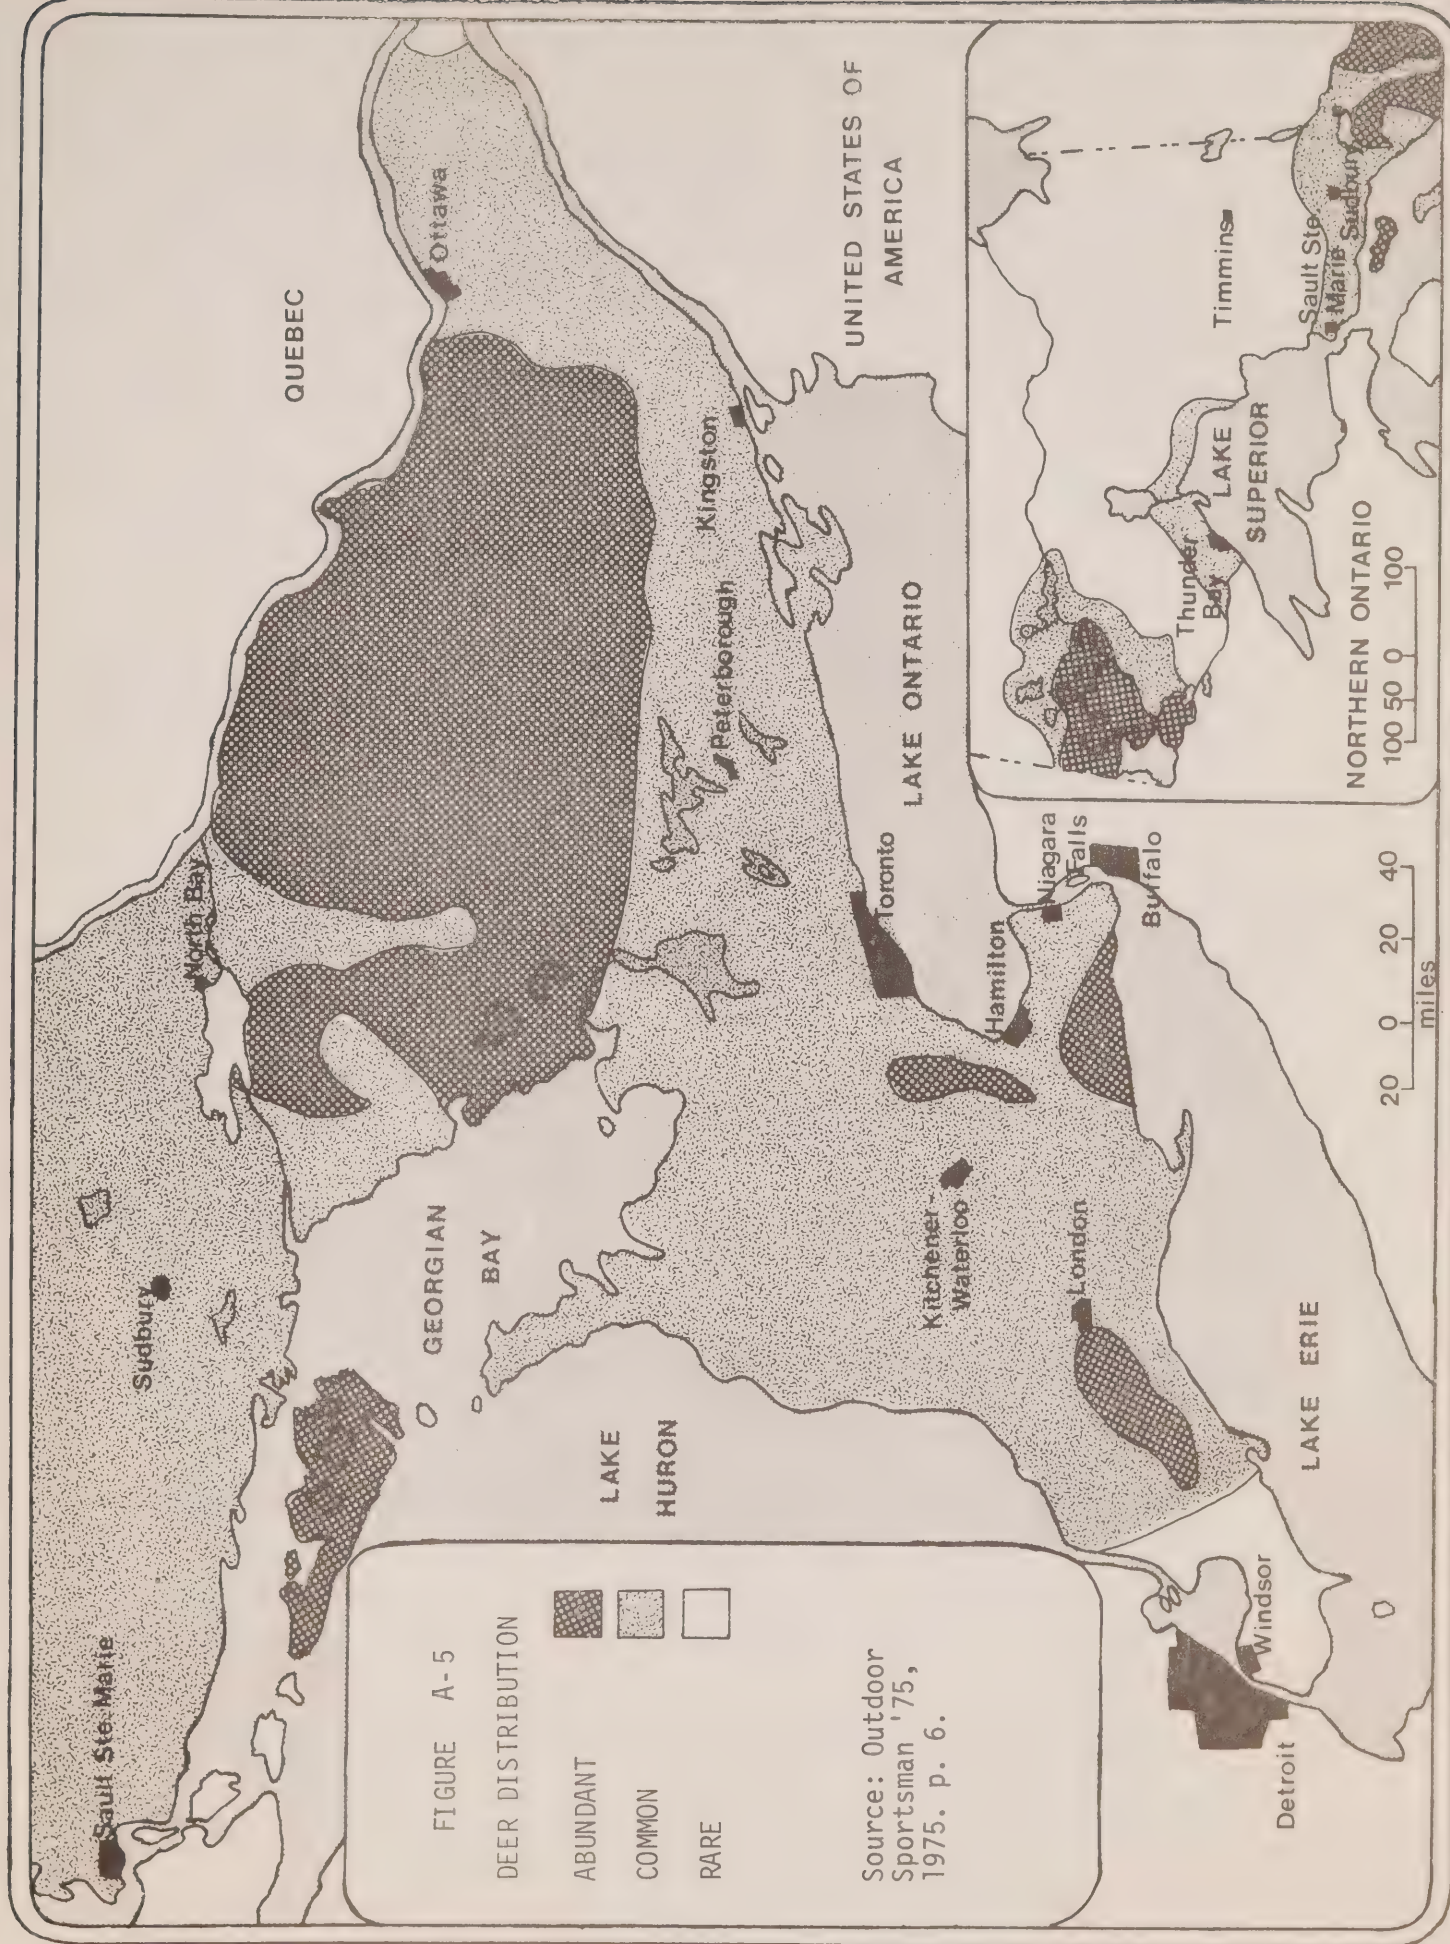 Sault Ste. Marie
Sudbury
North Bay
QUEBEC
Ottawa
GEORGIAN
BAY
LAKE
HURON
Peterborough
Kingston
UNITED STATES OF
AMERICA
Toronto
LAKE ONTARIO
Kitchener-
Waterloo
Hamilton
Niagara
Falls
Buffalo
London
LAKE ERIE
Windsor
Detroit
FIGURE A-5
DEER DISTRIBUTION
ABUNDANT
COMMON
RARE
Source: Outdoor
Sportsman '75,
1975. p. 6.
20 0 20 40
miles
Timmins
Sault Ste.
Marie
Sudbury
Thunder
Bay
LAKE
SUPERIOR
NORTHERN ONTARIO
100 50 0 100